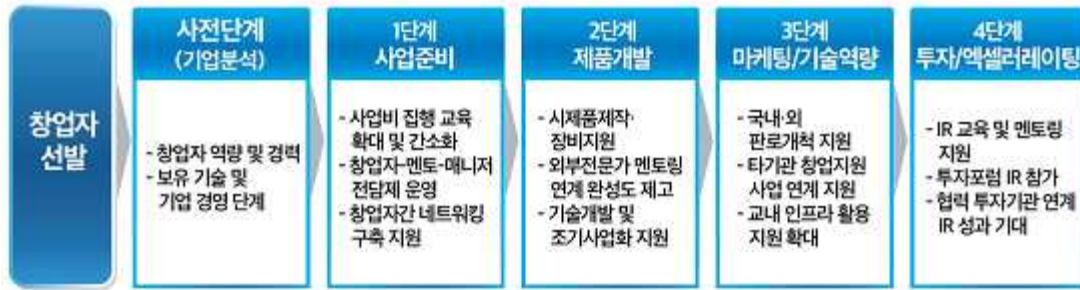 창업자
선발
사전단계
(기업분석)
- 창업자 역량 및 경력
- 보유 기술 및
기업 경영 단계
1단계
사업준비
- 사업비 집행 교육
확대 및 간소화
- 창업자-멘토-매니저
전담제 운영
- 창업자간 네트워킹
구축 지원
2단계
제품개발
- 시제품제작·
장비지원
- 외부전문가 멘토링
연계 완성도 제고
- 기술개발 및
조기사업화 지원
3단계
마케팅/기술역량
- 국내·외
판로개척 지원
- 타기관 창업지원
사업 연계 지원
- 교내 인프라 활용
지원 확대
4단계
투자/엑셀러레이팅
- IR 교육 및 멘토링
지원
- 투자포럼 IR 참가
- 협력 투자기관 연계
IR 성과 기대